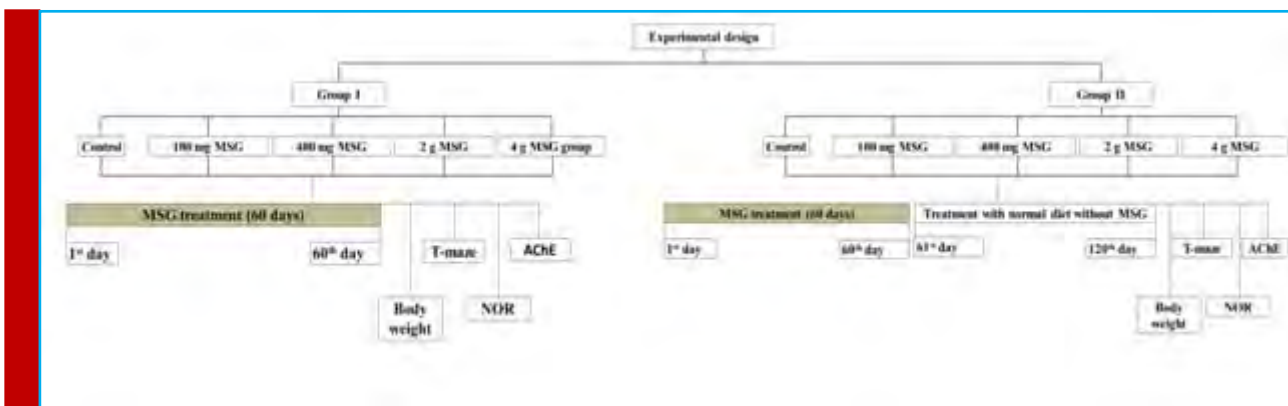 Experimental design
Group I
Group II
Control
100 mg MSG
400 mg MSG
2 g MSG
4 g MSG group
Control
100 mg MSG
400 mg MSG
2 g MSG
4 g MSG
MSG treatment (60 days)
MSG treatment (60 days)
Treatment with normal diet without MSG
1st day
60th day
T-maze
AChE
1st day
60th day
61st day
120th day
T-maze
AChE
Body
weight
NOR
Body
weight
NOR